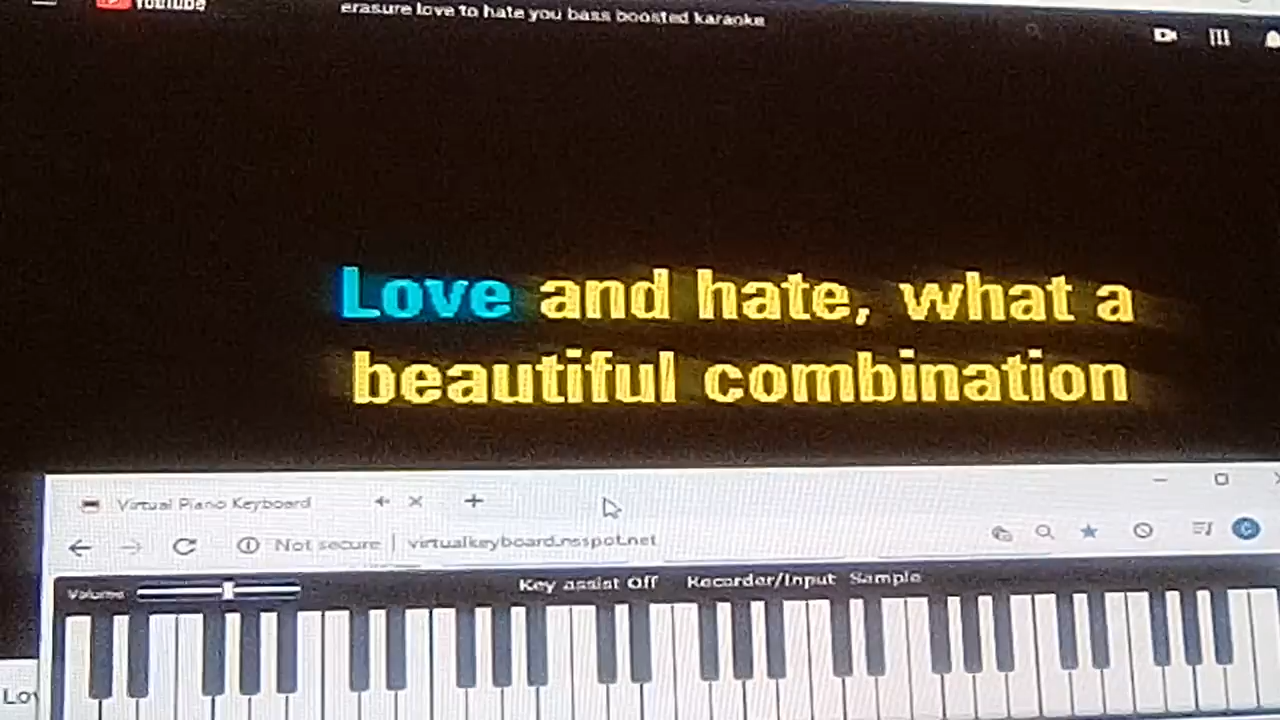 YouTube
erasure love to hate you bass boosted karaoke
Love and hate, what a
beautiful combination
Virtual Piano Keyboard
Not secure | virtualkeyboard.nsspot.net
Volume
Key assist Off Recorder/Input Sample
C
Lov